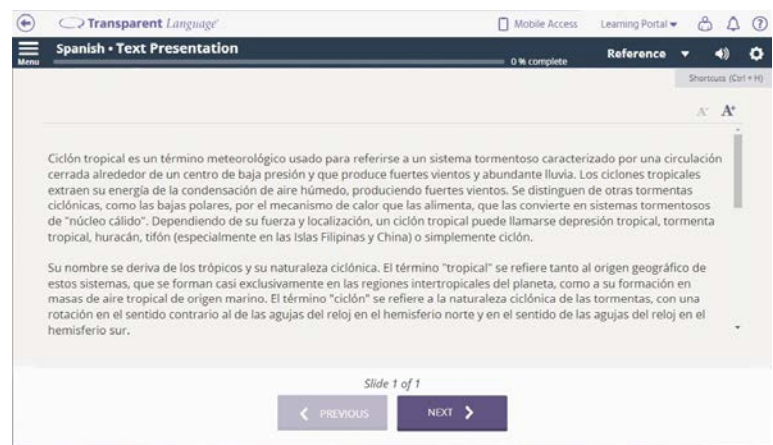 Transparent Language
Mobile Access
Learning Portal
Menu
Spanish • Text Presentation
0 % complete
Reference
Shortcuts (Ctrl + H)
A- A+
Ciclón tropical es un término meteorológico usado para referirse a un sistema tormentoso caracterizado por una circulación
cerrada alrededor de un centro de baja presión y que produce fuertes vientos y abundante lluvia. Los ciclones tropicales
extraen su energía de la condensación de aire húmedo, produciendo fuertes vientos. Se distinguen de otras tormentas
ciclónicas, como las bajas polares, por el mecanismo de calor que las alimenta, que las convierte en sistemas tormentosos
de "núcleo cálido". Dependiendo de su fuerza y localización, un ciclón tropical puede llamarse depresión tropical, tormenta
tropical, huracán, tifón (especialmente en las Islas Filipinas y China) o simplemente ciclón.
Su nombre se deriva de los trópicos y su naturaleza ciclónica. El término "tropical" se refiere tanto al origen geográfico de
estos sistemas, que se forman casi exclusivamente en las regiones intertropicales del planeta, como a su formación en
masas de aire tropical de origen marino. El término "ciclón" se refiere a la naturaleza ciclónica de las tormentas, con una
rotación en el sentido contrario al de las agujas del reloj en el hemisferio norte y en el sentido de las agujas del reloj en el
hemisferio sur.
Slide 1 of 1
PREVIOUS
NEXT